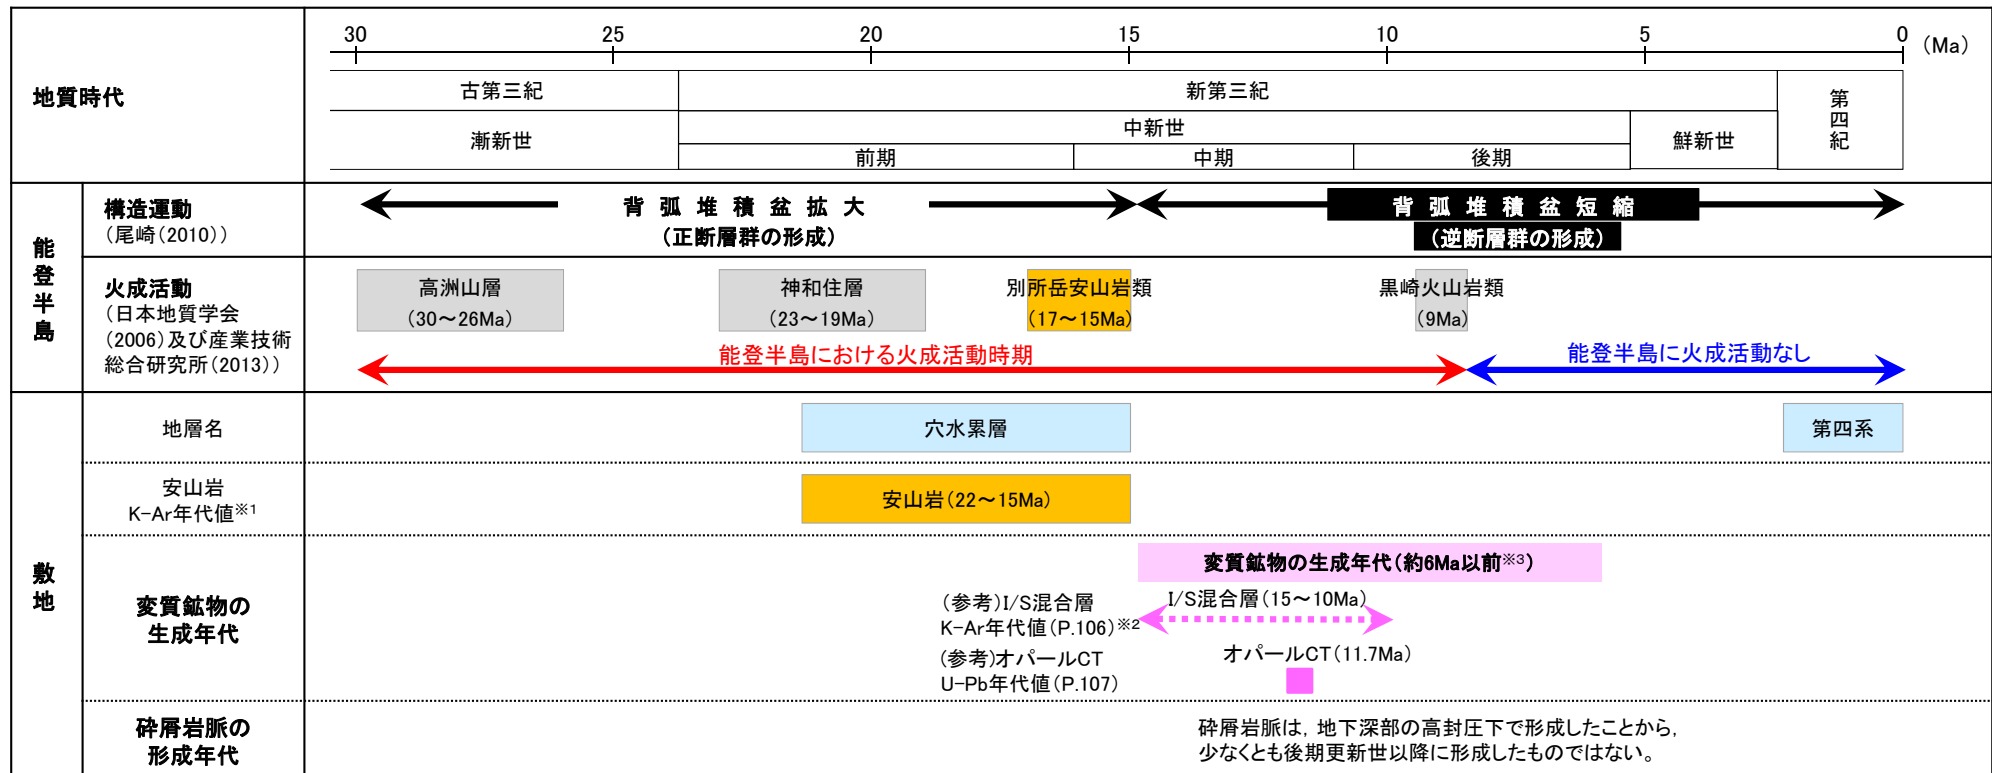 30 25 20 15 10 5 0 (Ma)
地質時代
古第三紀 新第三紀 第四紀
漸新世 中新世 鮮新世
前期 中期 後期
能登半島
構造運動
(尾崎(2010))
背弧堆積盆拡大
(正断層群の形成)
背弧堆積盆短縮
(逆断層群の形成)
火成活動
(日本地質学会
(2006)及び産業技術
総合研究所(2013))
高洲山層
(30~26Ma)
神和住層
(23~19Ma)
別所岳安山岩類
(17~15Ma)
黒崎火山岩類
(9Ma)
能登半島における火成活動時期
能登半島に火成活動なし
敷地
地層名
穴水累層
第四系
安山岩
K-Ar年代値※1
安山岩(22~15Ma)
変質鉱物の
生成年代
変質鉱物の生成年代(約6Ma以前※3)
(参考)I/S混合層
K-Ar年代値(P.106)※2
I/S混合層(15~10Ma)
(参考)オパールCT
U-Pb年代値(P.107)
オパールCT(11.7Ma)
砕屑岩脈の
形成年代
砕屑岩脈は,地下深部の高封圧下で形成したことから,
少なくとも後期更新世以降に形成したものではない。